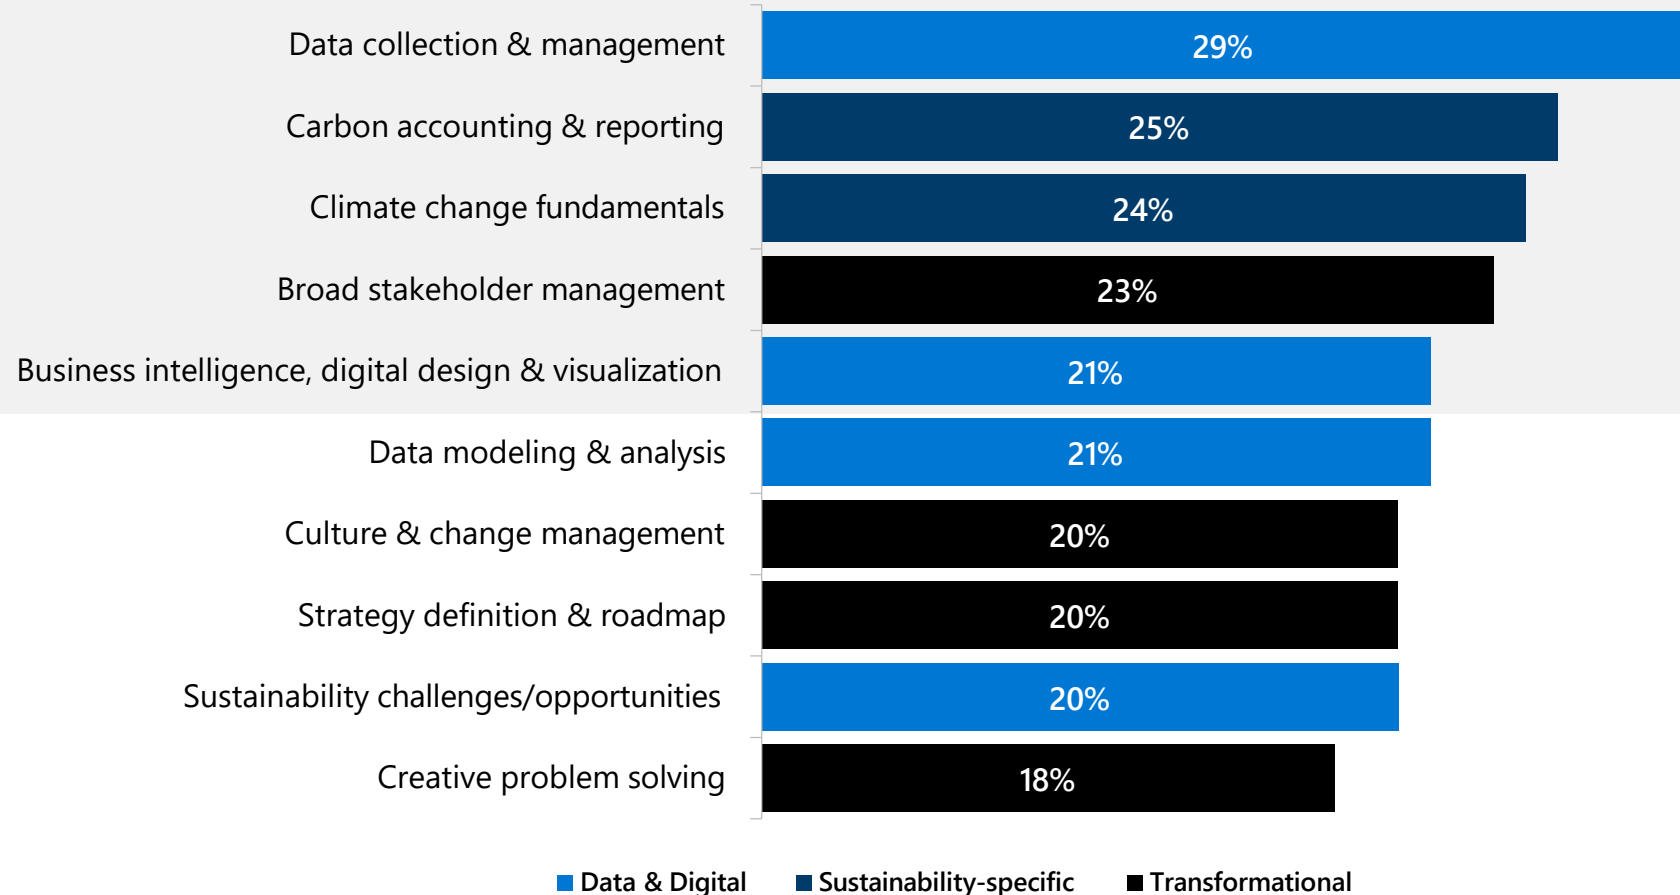 Data collection & management 29%
Carbon accounting & reporting 25%
Climate change fundamentals 24%
Broad stakeholder management 23%
Business intelligence, digital design & visualization 21%
Data modeling & analysis 21%
Culture & change management 20%
Strategy definition & roadmap 20%
Sustainability challenges/opportunities 20%
Creative problem solving 18%
Data & Digital Sustainability-specific Transformational